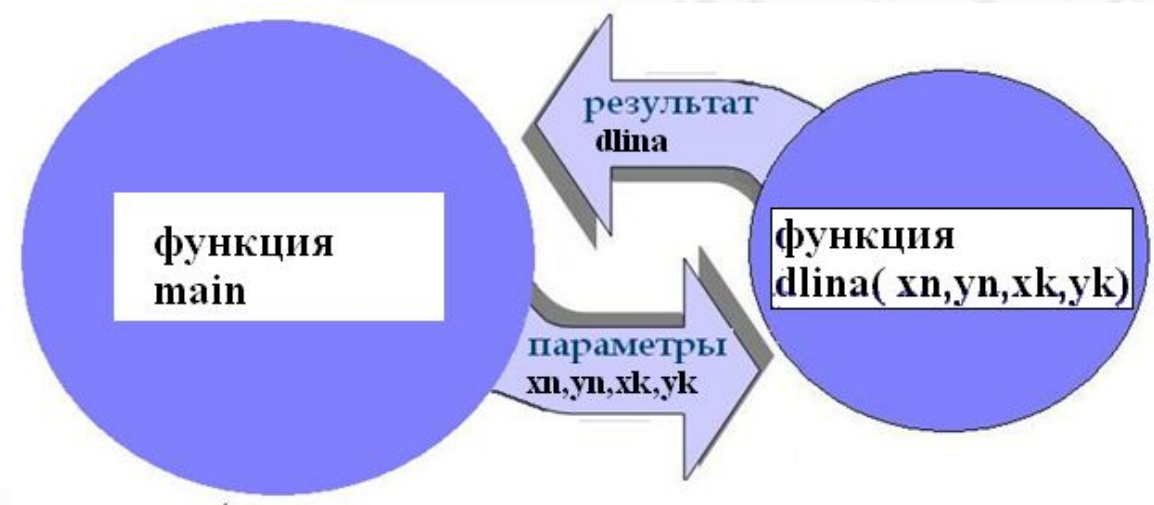 результат
dlina
функция
main
функция
dlina( xn,yn,xk,yk)
параметры
xn,yn,xk,yk